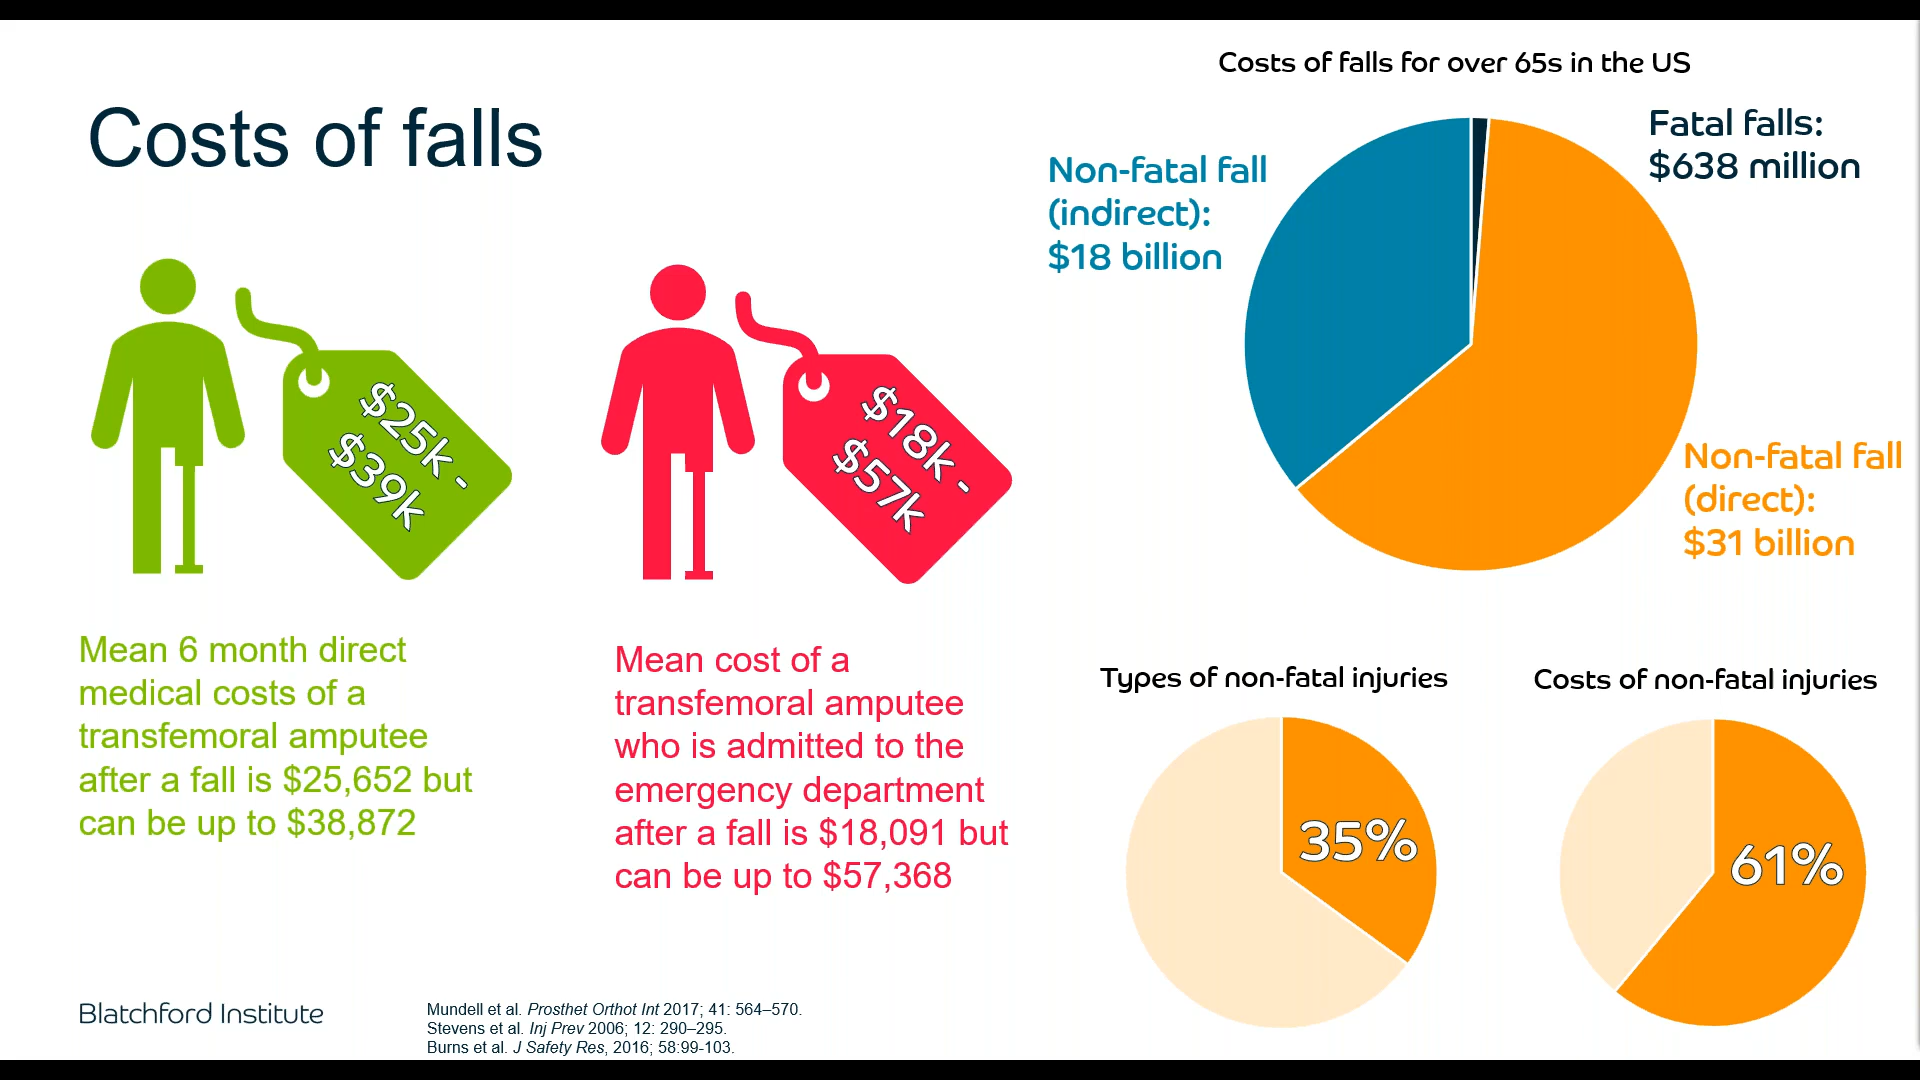 Costs of falls
$25k -
$39k
Mean 6 month direct
medical costs of a
transfemoral amputee
after a fall is $25,652 but
can be up to $38,872
$18k -
$57k
Mean cost of a
transfemoral amputee
who is admitted to the
emergency department
after a fall is $18,091 but
can be up to $57,368
Costs of falls for over 65s in the US
Fatal falls:
$638 million
Non-fatal fall
(indirect):
$18 billion
Non-fatal fall
(direct):
$31 billion
Types of non-fatal injuries
35%
Costs of non-fatal injuries
61%
Blatchford Institute
Mundell et al. Prosthet Orthot Int 2017; 41: 564–570.
Stevens et al. Inj Prev 2006; 12: 290–295.
Burns et al. J Safety Res, 2016; 58:99-103.